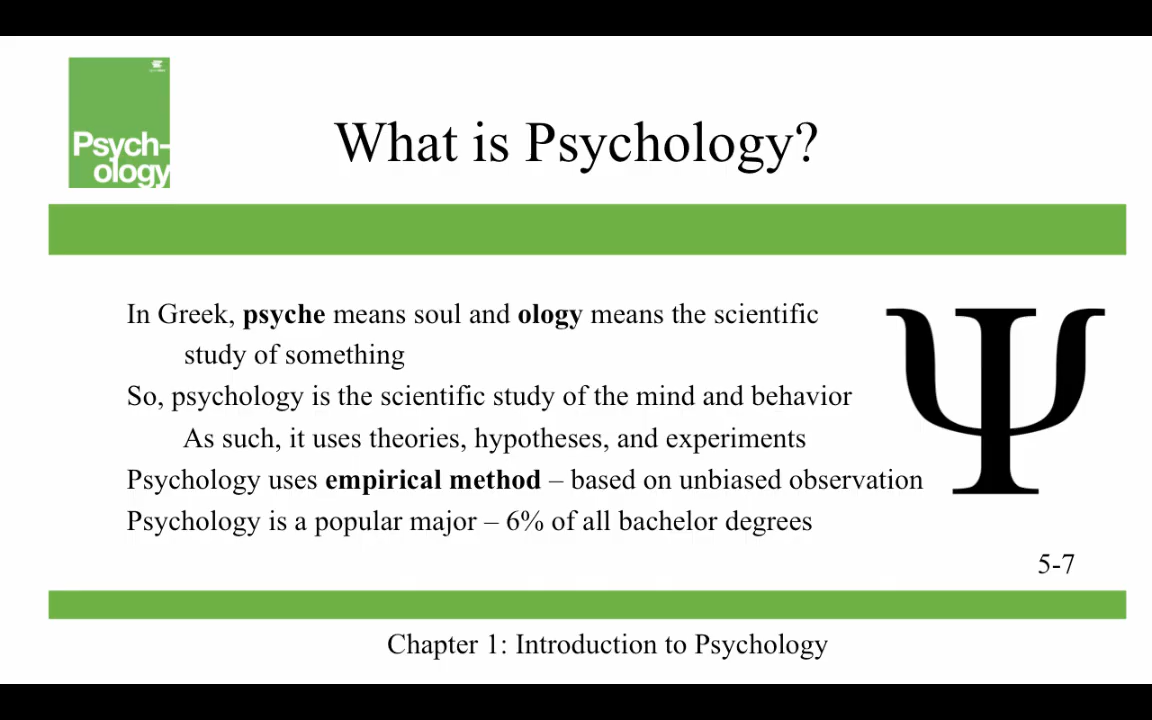 Psych-
ology
What is Psychology?
In Greek, psyche means soul and ology means the scientific
study of something
So, psychology is the scientific study of the mind and behavior
As such, it uses theories, hypotheses, and experiments
Psychology uses empirical method – based on unbiased observation
Psychology is a popular major – 6% of all bachelor degrees
Ψ
5-7
Chapter 1: Introduction to Psychology